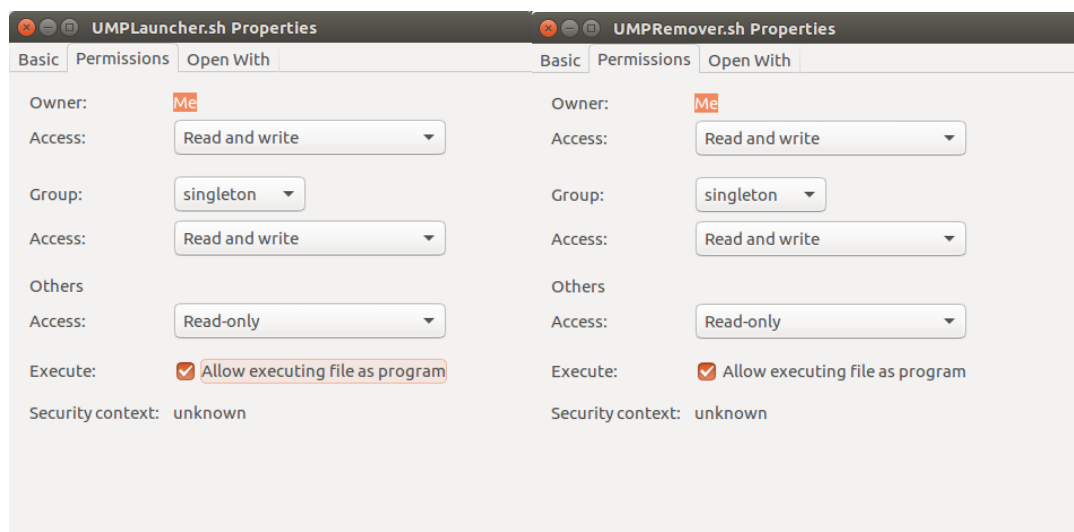 UMPLauncher.sh Properties
Basic Permissions Open With
Owner: Me
Access: Read and write
Group: singleton
Access: Read and write
Others
Access: Read-only
Execute: Allow executing file as program
Security context: unknown
UMPRemover.sh Properties
Basic Permissions Open With
Owner: Me
Access: Read and write
Group: singleton
Access: Read and write
Others
Access: Read-only
Execute: Allow executing file as program
Security context: unknown